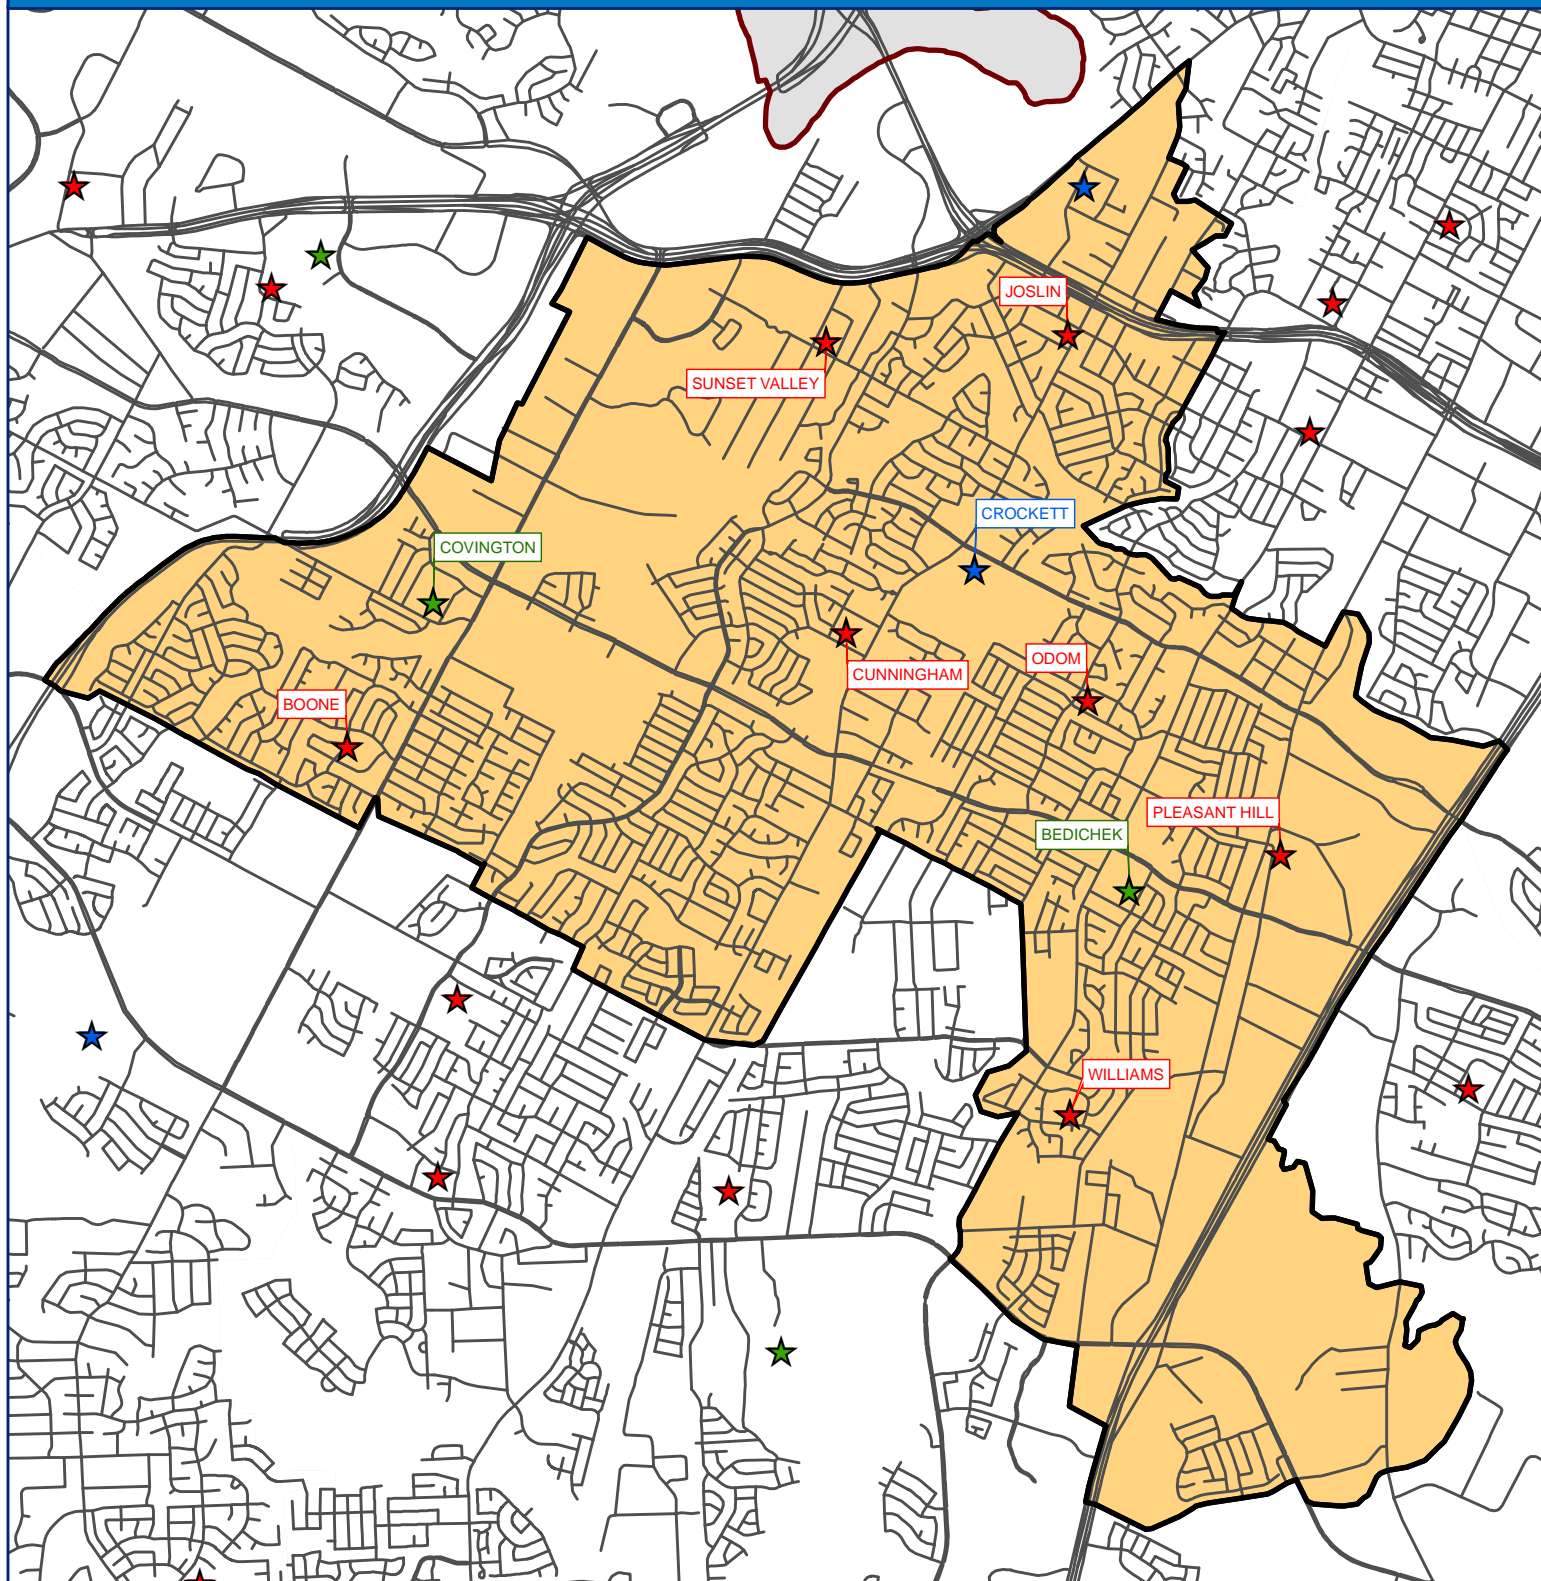 JOSLIN
SUNSET VALLEY
CROCKETT
COVINGTON
ODOM
CUNNINGHAM
BOONE
PLEASANT HILL
BEDICHEK
WILLIAMS